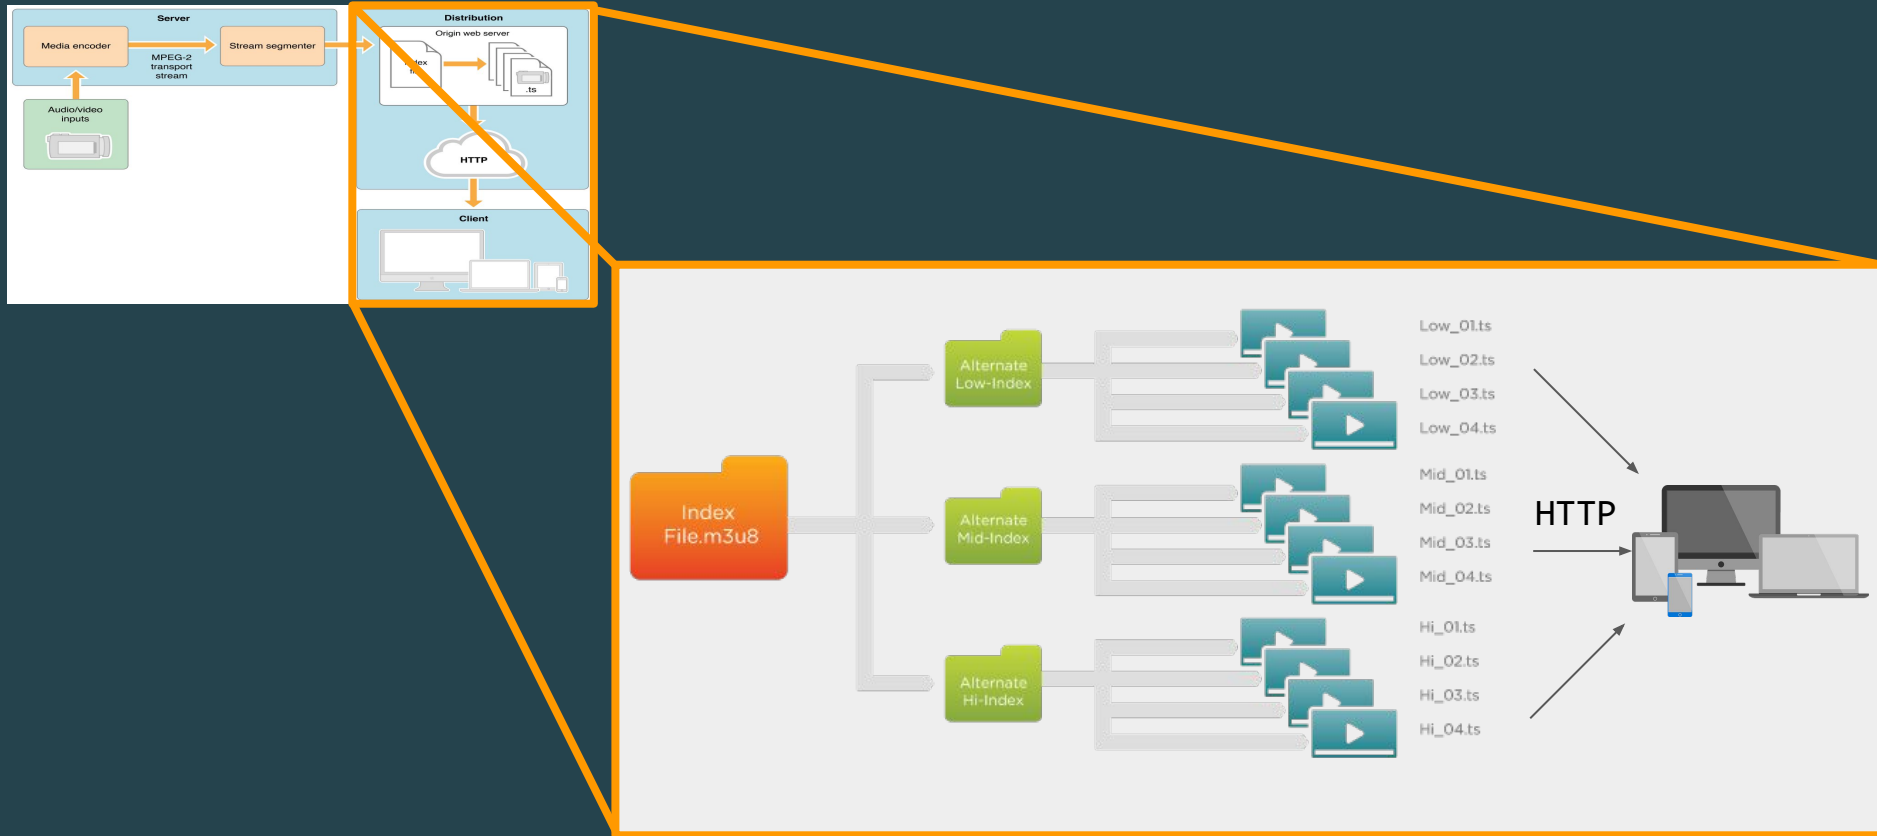 Server
Media encoder
Stream segmenter
MPEG-2
transport
stream
Audio/video
inputs
Distribution
Origin web server
.ts
HTTP
Client
Index
File.m3u8
Alternate
Low-Index
Alternate
Mid-Index
Alternate
Hi-Index
Low_01.ts
Low_02.ts
Low_03.ts
Low_04.ts
Mid_01.ts
Mid_02.ts
Mid_03.ts
Mid_04.ts
Hi_01.ts
Hi_02.ts
Hi_03.ts
Hi_04.ts
HTTP